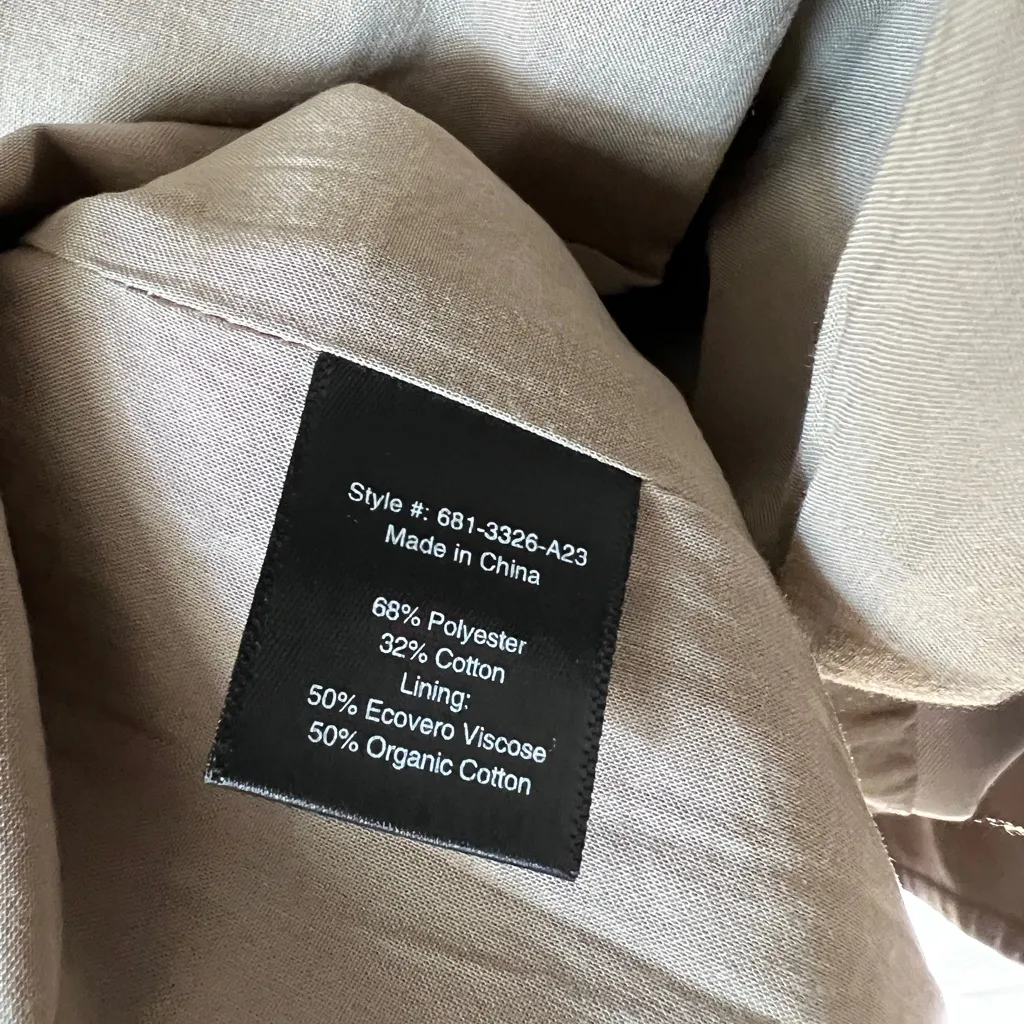 Style #: 681-3326-A23
Made in China
68% Polyester
32% Cotton
Lining:
50% Ecovero Viscose
50% Organic Cotton